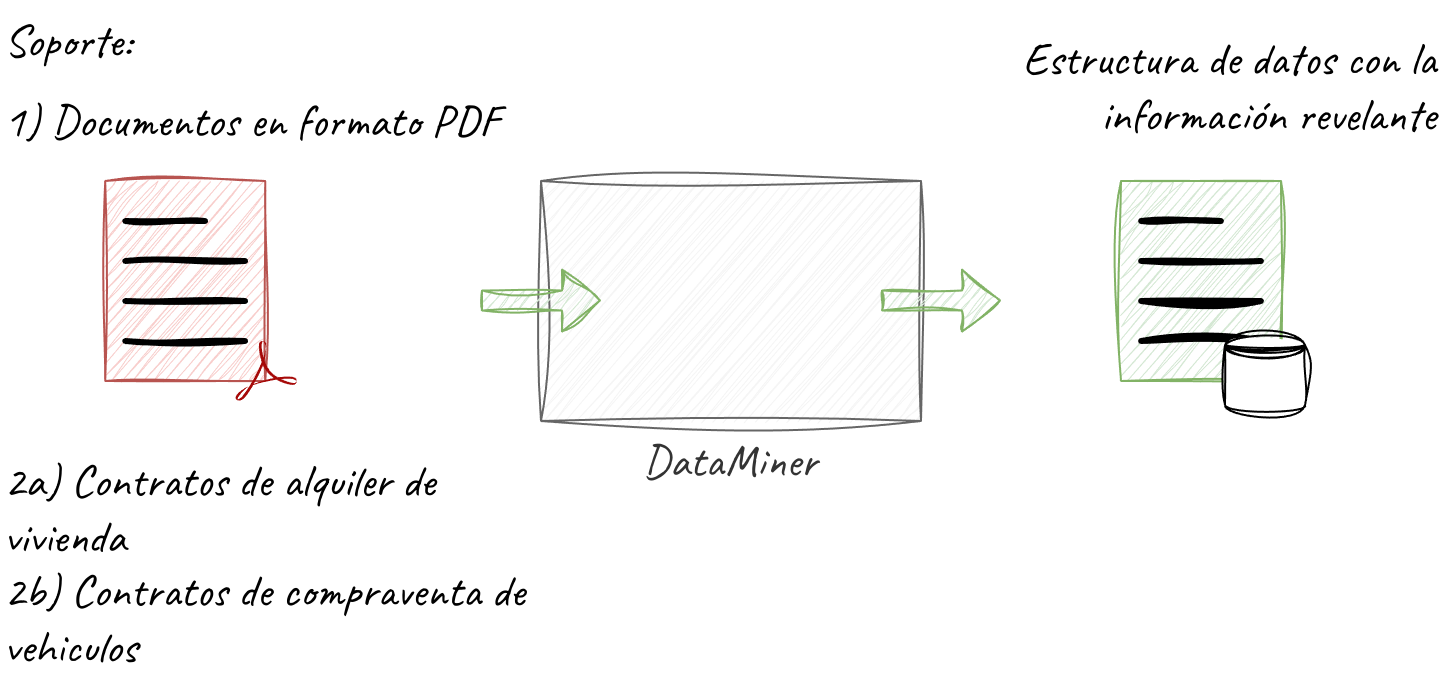 Soporte:
1) Documentos en formato PDF
Estructura de datos con la
información revelante
DataMiner
2a) Contratos de alquiler de
vivienda
2b) Contratos de compraventa de
vehiculos